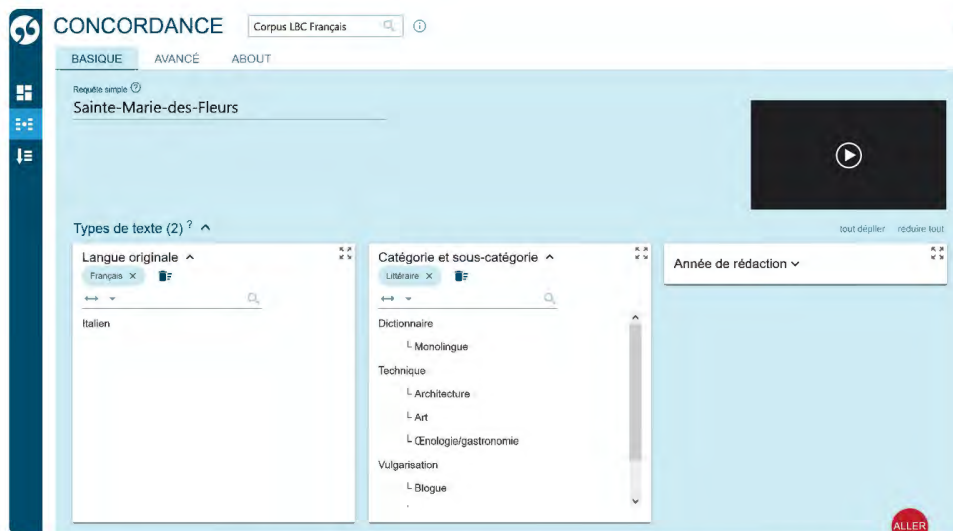 CONCORDANCE
Corpus LBC Français
BASIQUE AVANCÉ ABOUT
Requête simple ?
Sainte-Marie-des-Fleurs
Types de texte (2) ?
tout déplier réduire tout
Langue originale
Français ×
Italien
Catégorie et sous-catégorie
Littéraire ×
Dictionnaire
└ Monolingue
Technique
└ Architecture
└ Art
└ Œnologie/gastronomie
Vulgarisation
└ Blogue
Année de rédaction
ALLER